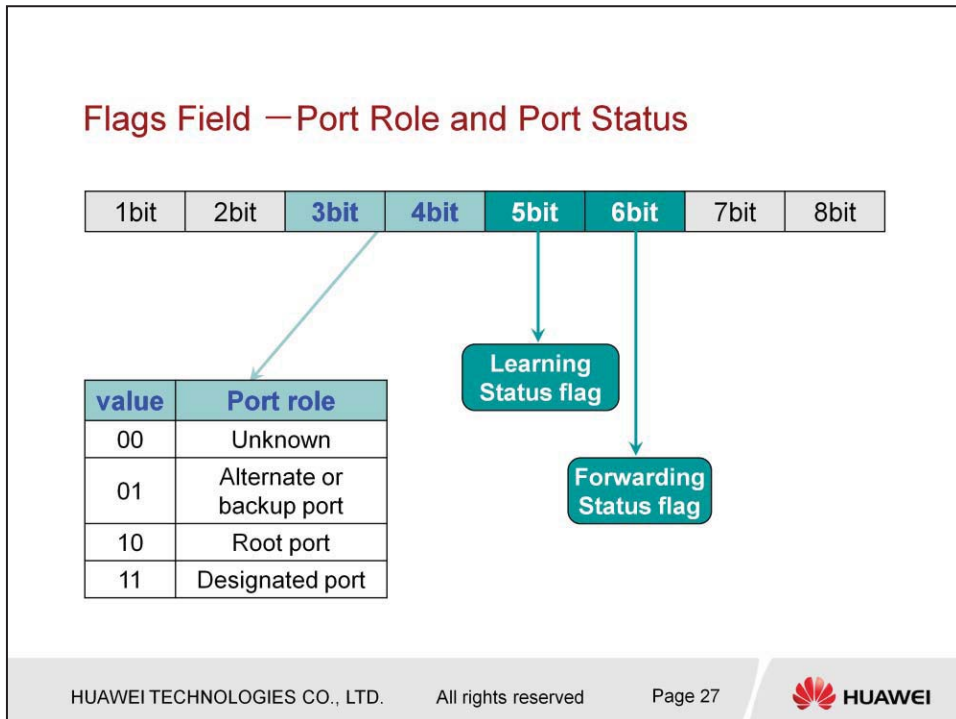 Flags Field —Port Role and Port Status
1bit 2bit 3bit 4bit 5bit 6bit 7bit 8bit
Learning
Status flag
Forwarding
Status flag
value Port role
00 Unknown
01 Alternate or
backup port
10 Root port
11 Designated port
HUAWEI TECHNOLOGIES CO., LTD. All rights reserved Page 27 HUAWEI